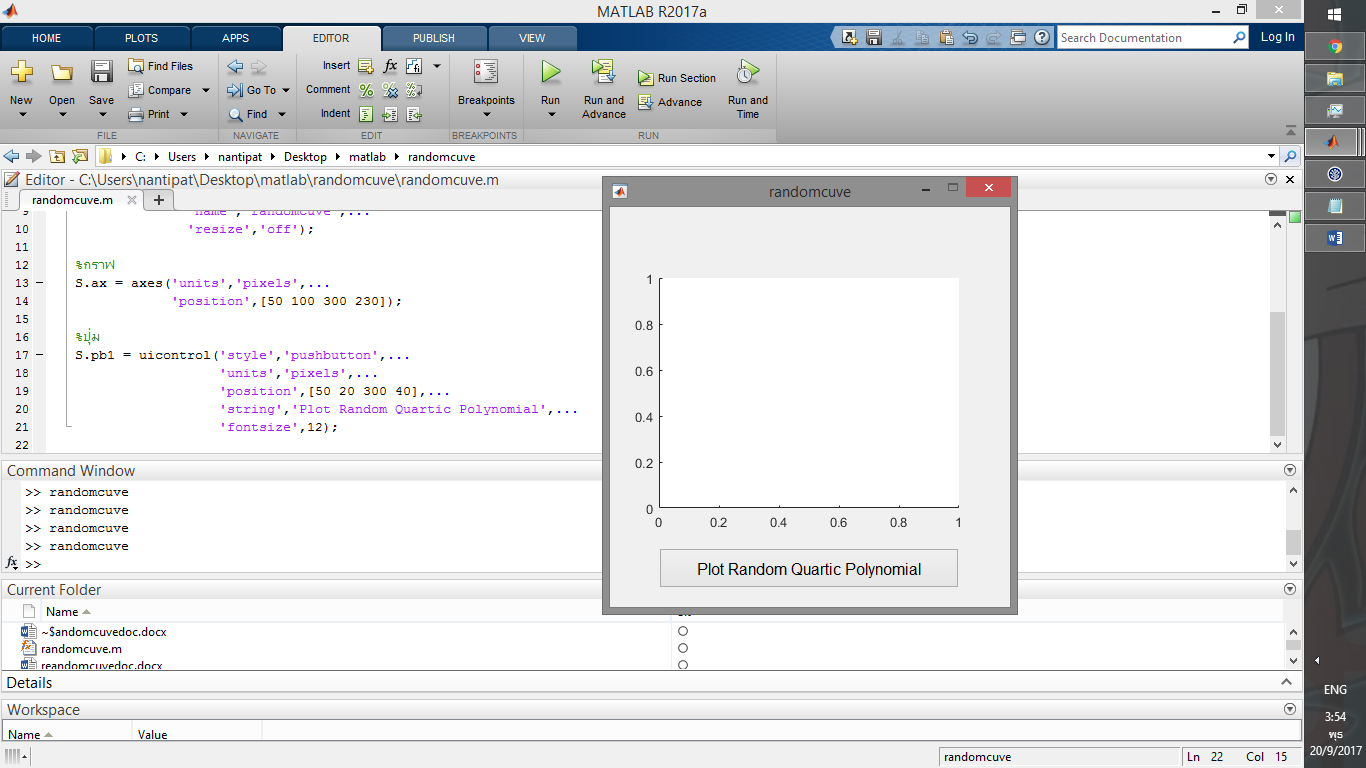 MATLAB R2017a
HOME PLOTS APPS EDITOR PUBLISH VIEW Search Documentation Log In
New Open Save Find Files Compare Print
Go To Find
Insert fx Comment Indent
Breakpoints
Run Run and Advance Run Section Advance Run and Time
FILE NAVIGATE EDIT BREAKPOINTS RUN
C: Users nantipat Desktop matlab randomcuve
Editor - C:\Users\nantipat\Desktop\matlab\randomcuve\randomcuve.m
randomcuve.m
9 'name','randomcuve',...
10 'resize','off');
11
12 %กราฟ
13 S.ax = axes('units','pixels',...
14 'position',[50 100 300 230]);
15
16 %ปุ่ม
17 S.pb1 = uicontrol('style','pushbutton',...
18 'units','pixels',...
19 'position',[50 20 300 40],...
20 'string','Plot Random Quartic Polynomial',...
21 'fontsize',12);
22
randomcuve
1
0.8
0.6
0.4
0.2
0
0 0.2 0.4 0.6 0.8 1
Plot Random Quartic Polynomial
Command Window
>> randomcuve
>> randomcuve
>> randomcuve
>> randomcuve
fx >>
Current Folder
Name
~$andomcuvedoc.docx
randomcuve.m
reandomcuvedoc.docx
Details
Workspace
Name Value
randomcuve Ln 22 Col 15
ENG
3:54
พุธ
20/9/2017